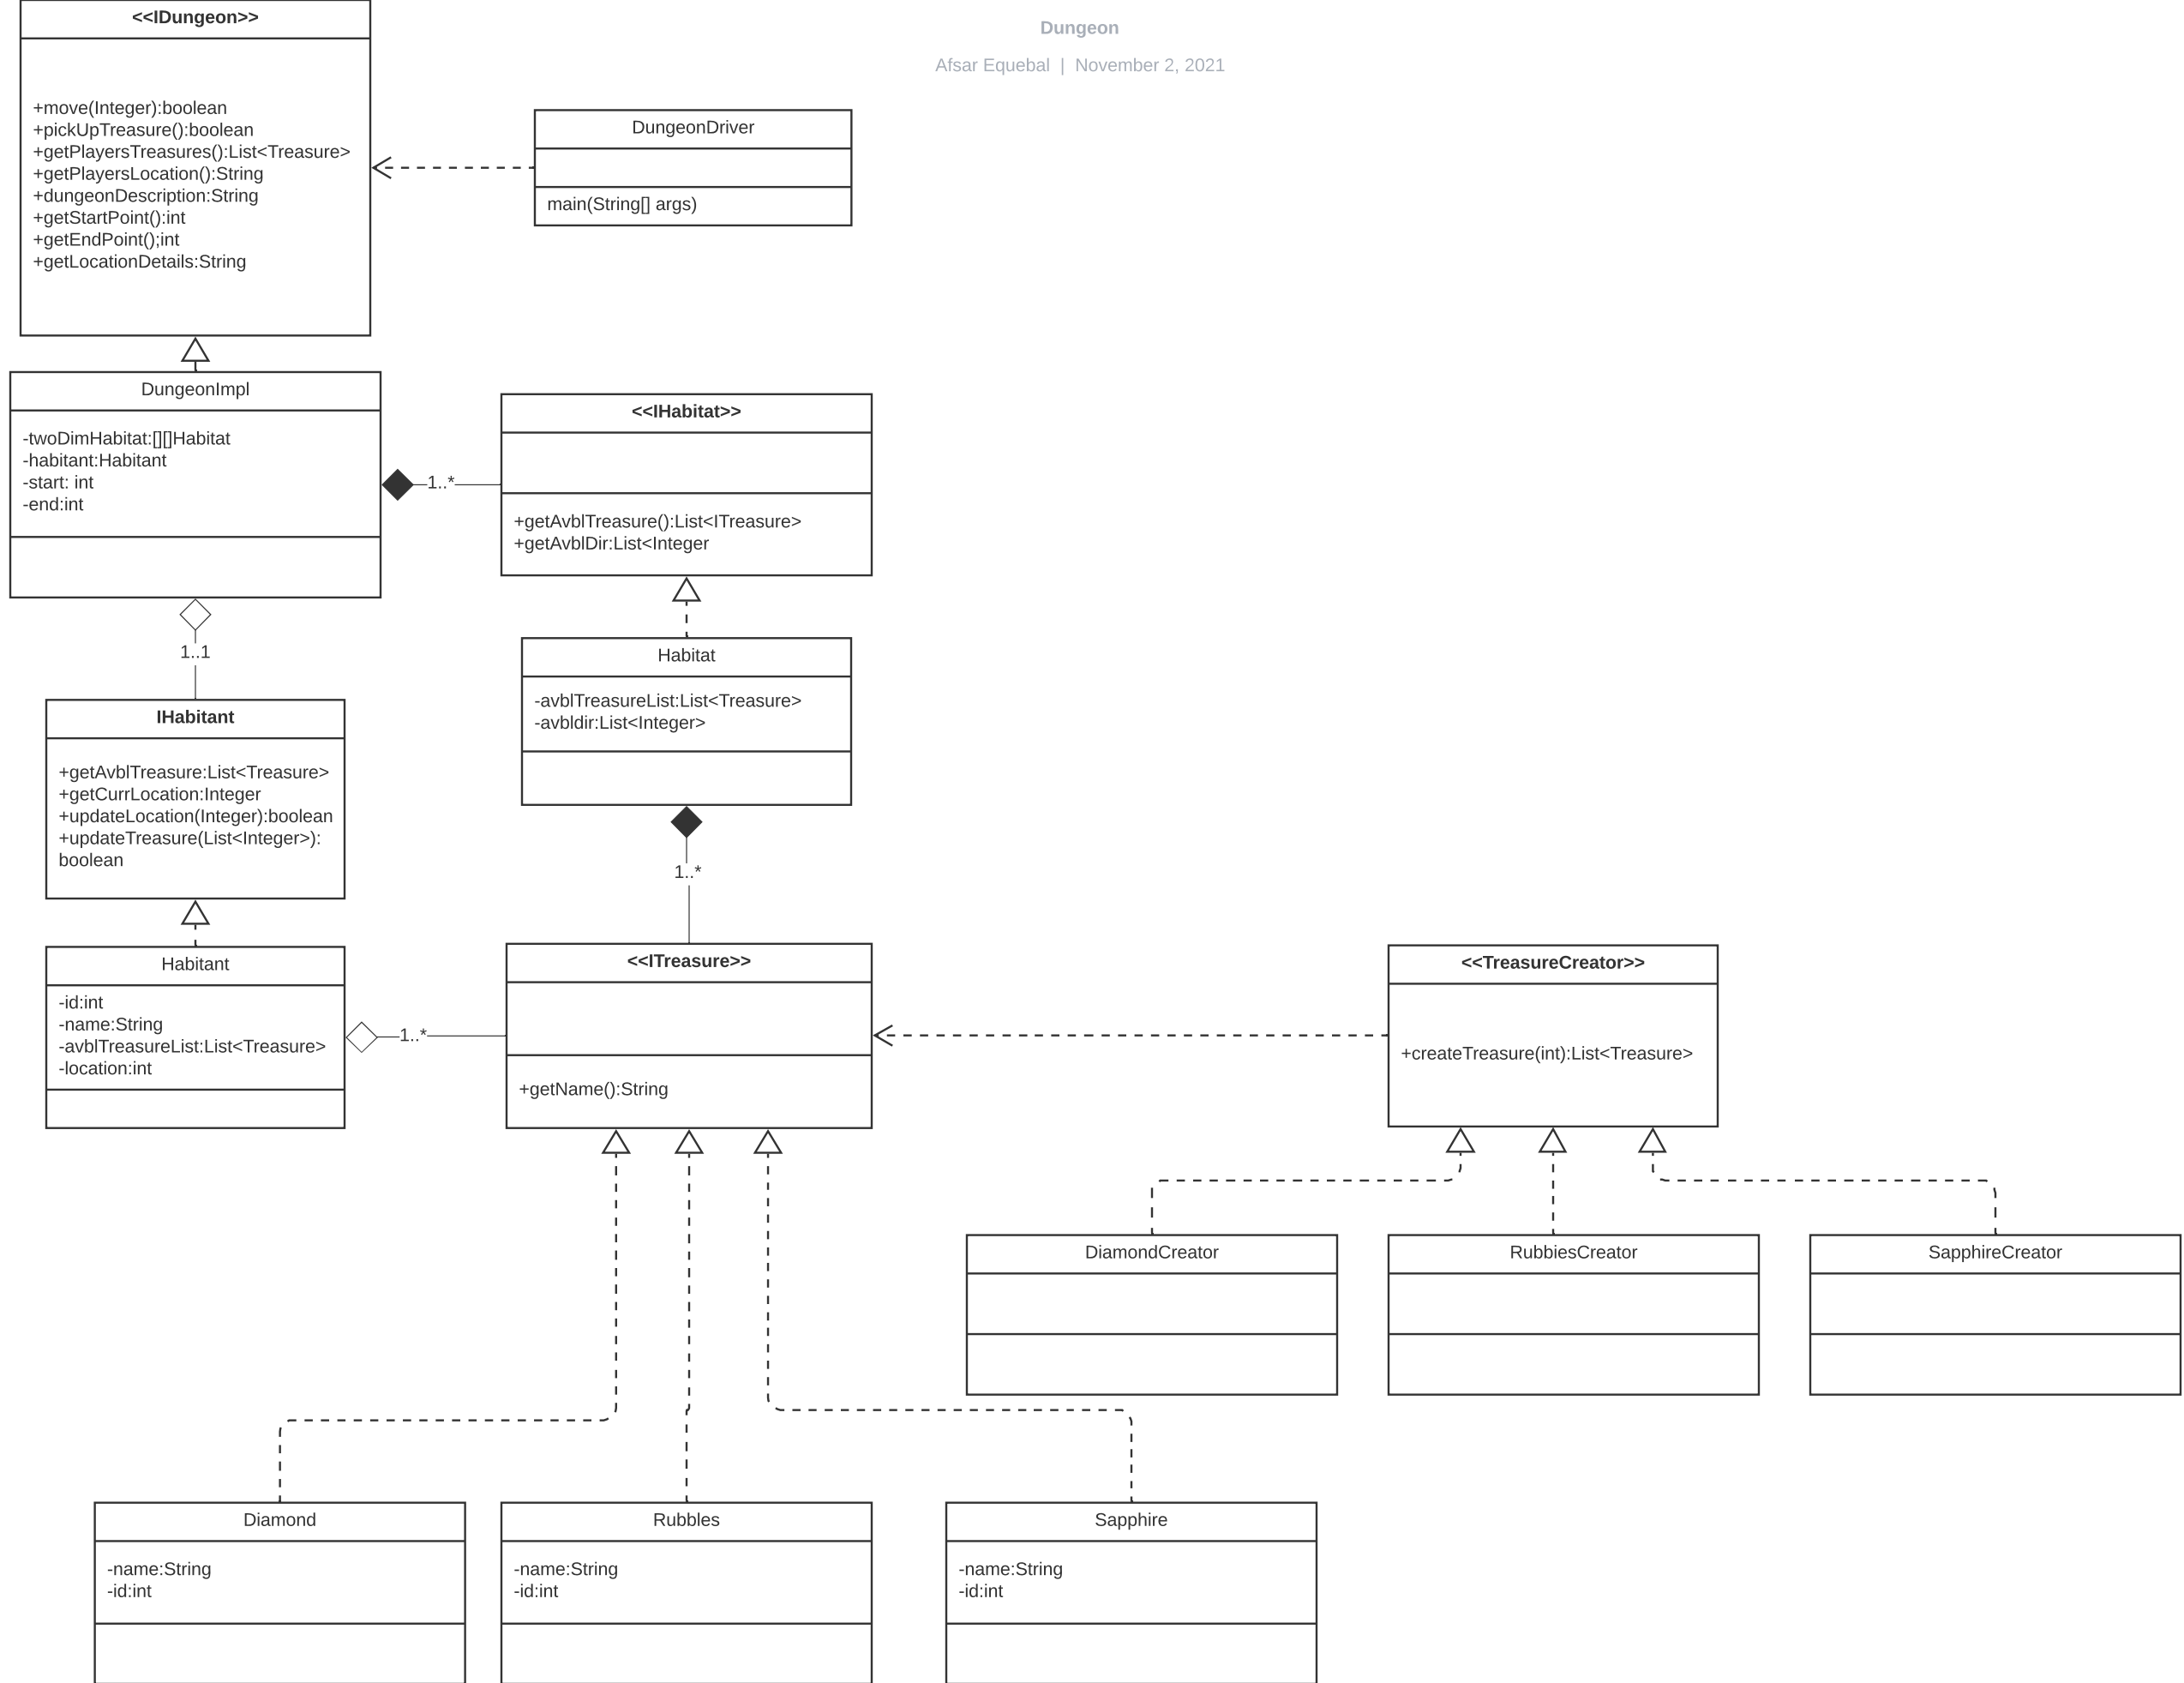 <<IDungeon>>
+move(Integer):boolean
+pickUpTreasure():boolean
+getPlayersTreasures():List<Treasure>
+getPlayersLocation():String
+dungeonDescription:String
+getStartPoint():int
+getEndPoint();int
+getLocationDetails:String
Dungeon
Afsar Equebal | November 2, 2021
DungeonDriver
main(String[] args)
DungeonImpl
-twoDimHabitat:[][]Habitat
-habitant:Habitant
-start: int
-end:int
1..*
<<IHabitat>>
+getAvblTreasure():List<ITreasure>
+getAvblDir:List<Integer
1..1
Habitat
-avblTreasureList:List<Treasure>
-avbldir:List<Integer>
IHabitant
+getAvblTreasure:List<Treasure>
+getCurrLocation:Integer
+updateLocation(Integer):boolean
+updateTreasure(List<Integer>):
boolean
1..*
Habitant
-id:int
-name:String
-avblTreasureList:List<Treasure>
-location:int
1..*
<<ITreasure>>
+getName():String
<<TreasureCreator>>
+createTreasure(int):List<Treasure>
DiamondCreator
RubbiesCreator
SapphireCreator
Diamond
-name:String
-id:int
Rubbles
-name:String
-id:int
Sapphire
-name:String
-id:int